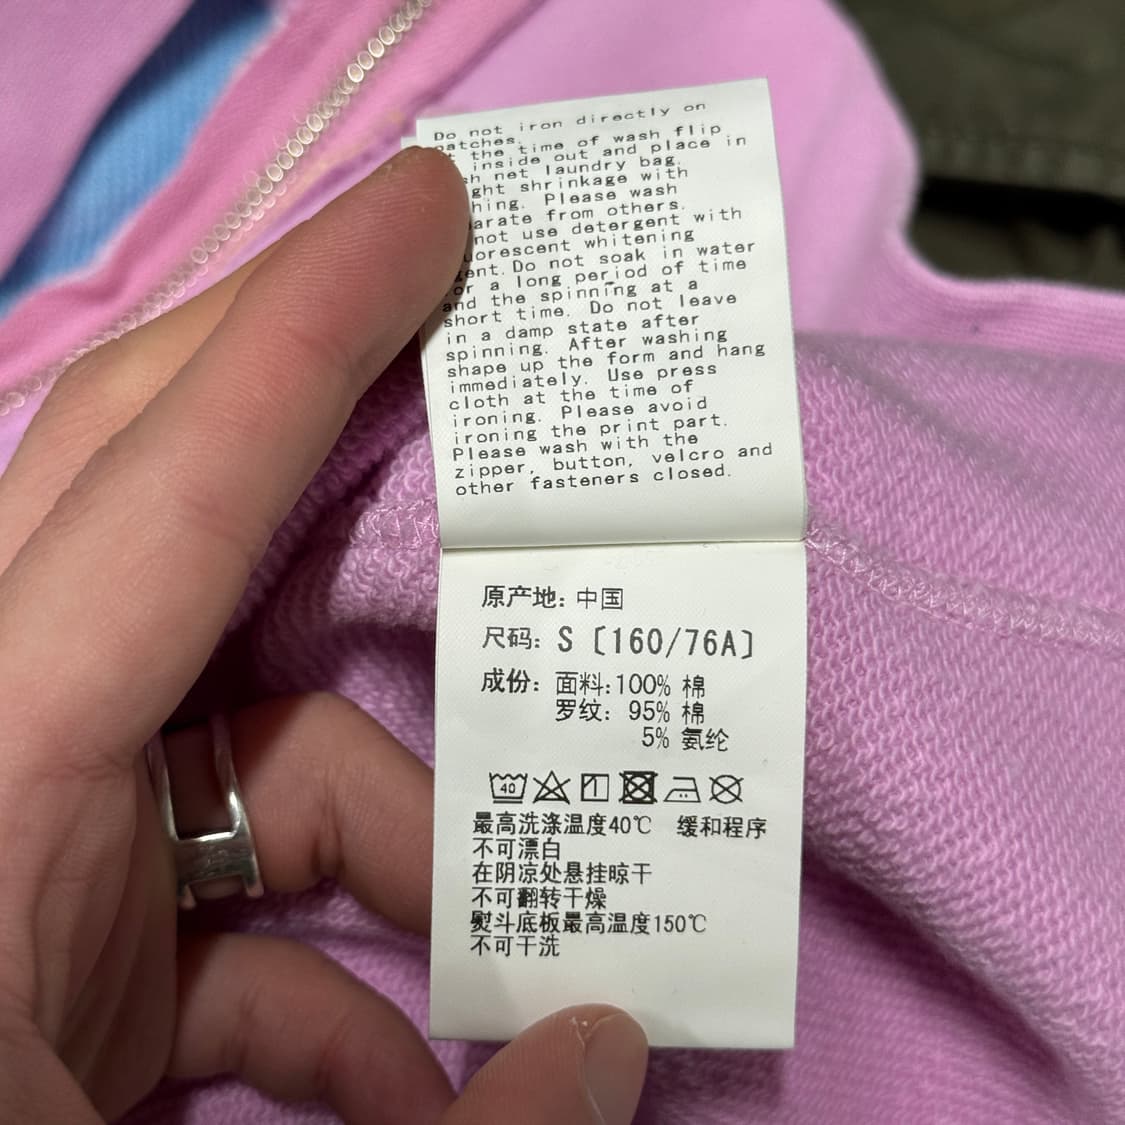 Do not iron directly on
patches.
the time of wash flip
inside out and place in
net laundry bag.
shrinkage with
Please wash
from others.
not use detergent with
whitening
Do not soak in water
a long period of time
and the spinning at a
short time. Do not leave
in a damp state after
spinning. After washing
shape up the form and hang
immediately. Use press
cloth at the time of
ironing. Please avoid
ironing the print part.
Please wash with the
zipper, button, velcro and
other fasteners closed.
原产地: 中国
尺码: S〔160/76A〕
成份: 面料:100% 棉
罗纹: 95% 棉
5% 氨纶
40
最高洗涤温度40℃ 缓和程序
不可漂白
在阴凉处悬挂晾干
不可翻转干燥
熨斗底板最高温度150℃
不可干洗